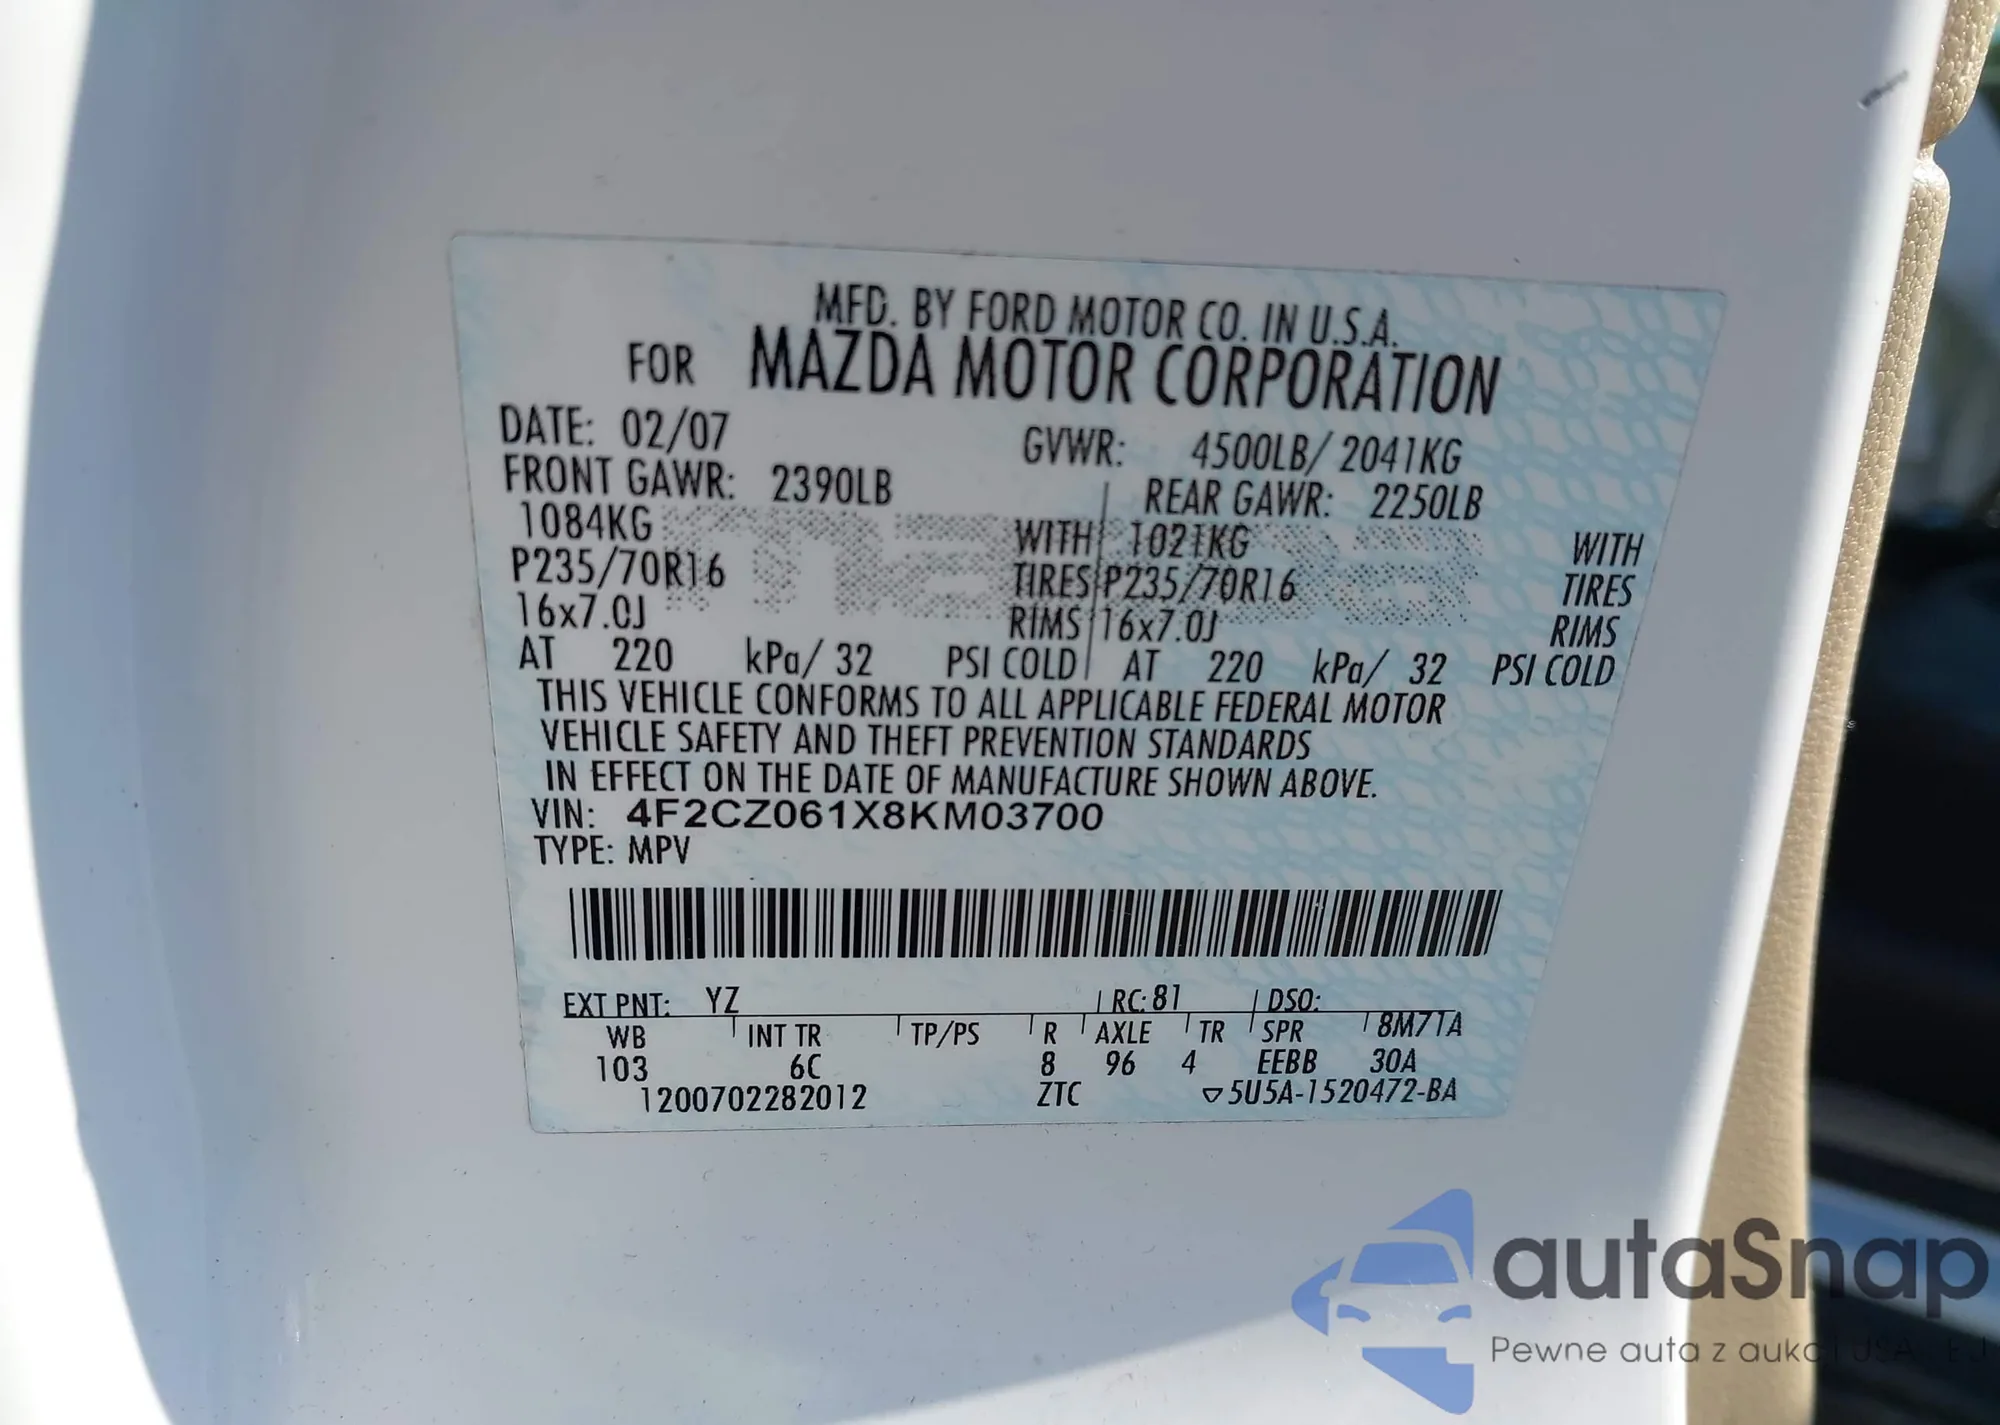 MFD. BY FORD MOTOR CO. IN U.S.A.
FOR MAZDA MOTOR CORPORATION
DATE: 02/07 GVWR: 4500LB/ 2041KG
FRONT GAWR: 2390LB REAR GAWR: 2250LB
1084KG WITH 1021KG WITH
P235/70R16 TIRES P235/70R16 TIRES
16x7.0J RIMS 16x7.0J RIMS
AT 220 kPa/ 32 PSI COLD AT 220 kPa/ 32 PSI COLD
THIS VEHICLE CONFORMS TO ALL APPLICABLE FEDERAL MOTOR
VEHICLE SAFETY AND THEFT PREVENTION STANDARDS
IN EFFECT ON THE DATE OF MANUFACTURE SHOWN ABOVE.
VIN: 4F2CZ061X8KM03700
TYPE: MPV
EXT PNT: YZ RC: 81 DSO:
WB INT TR TP/PS R AXLE TR SPR 8M71A
103 6C 8 96 4 EEBB 30A
1200702282012 ZTC ▽5U5A-1520472-BA
autaSnap
Pewne auta z aukcji USA